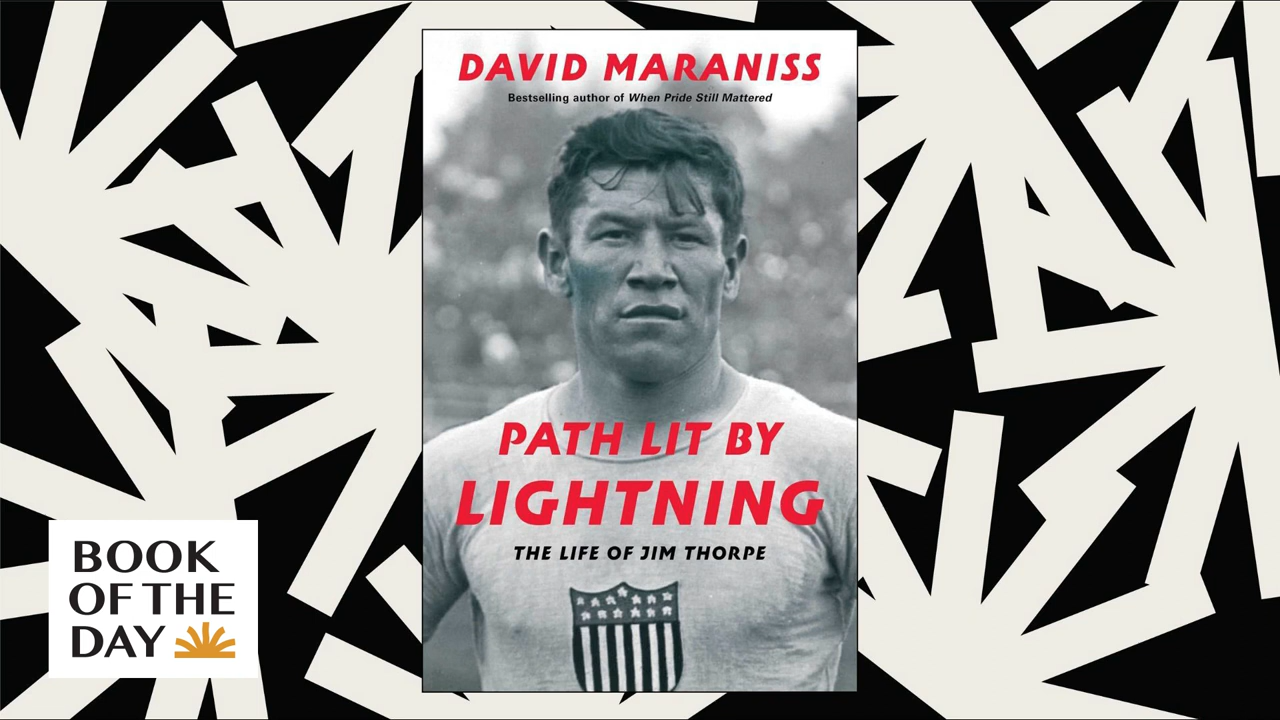 DAVID MARANISS
Bestselling author of When Pride Still Mattered
PATH LIT BY
LIGHTNING
THE LIFE OF JIM THORPE
BOOK
OF THE
DAY